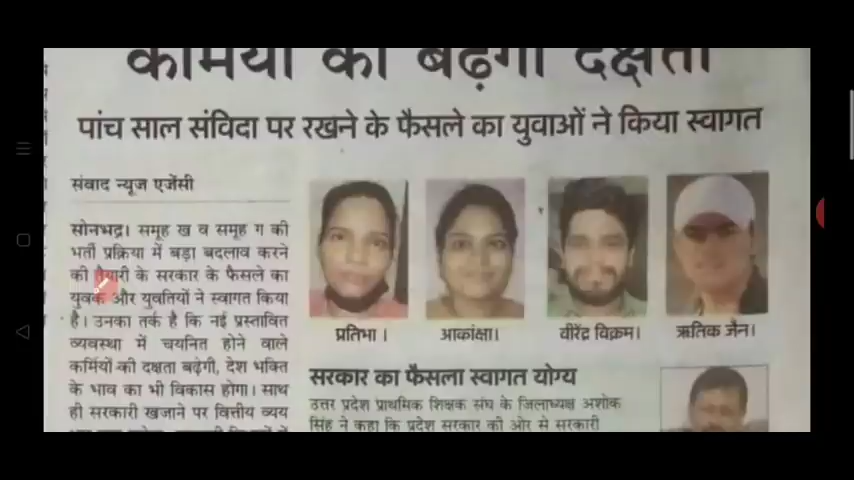 कर्मियों की बढ़ेगी दक्षता
पांच साल संविदा पर रखने के फैसले का युवाओं ने किया स्वागत
संवाद न्यूज एजेंसी
सोनभद्र। समूह ख व समूह ग की
भर्ती प्रक्रिया में बड़ा बदलाव करने
की तैयारी के सरकार के फैसले का
युवक और युवतियों ने स्वागत किया
है। उनका तर्क है कि नई प्रस्तावित
व्यवस्था में चयनित होने वाले
कर्मियों की दक्षता बढ़ेगी, देश भक्ति
के भाव का भी विकास होगा। साथ
ही सरकारी खजाने पर वित्तीय व्यय
प्रतिभा।
आकांक्षा।
वीरेंद्र विक्रम।
ऋतिक जैन।
सरकार का फैसला स्वागत योग्य
उत्तर प्रदेश प्राथमिक शिक्षक संघ के जिलाध्यक्ष अशोक
सिंह ने कहा कि प्रदेश सरकार की ओर से सरकारी